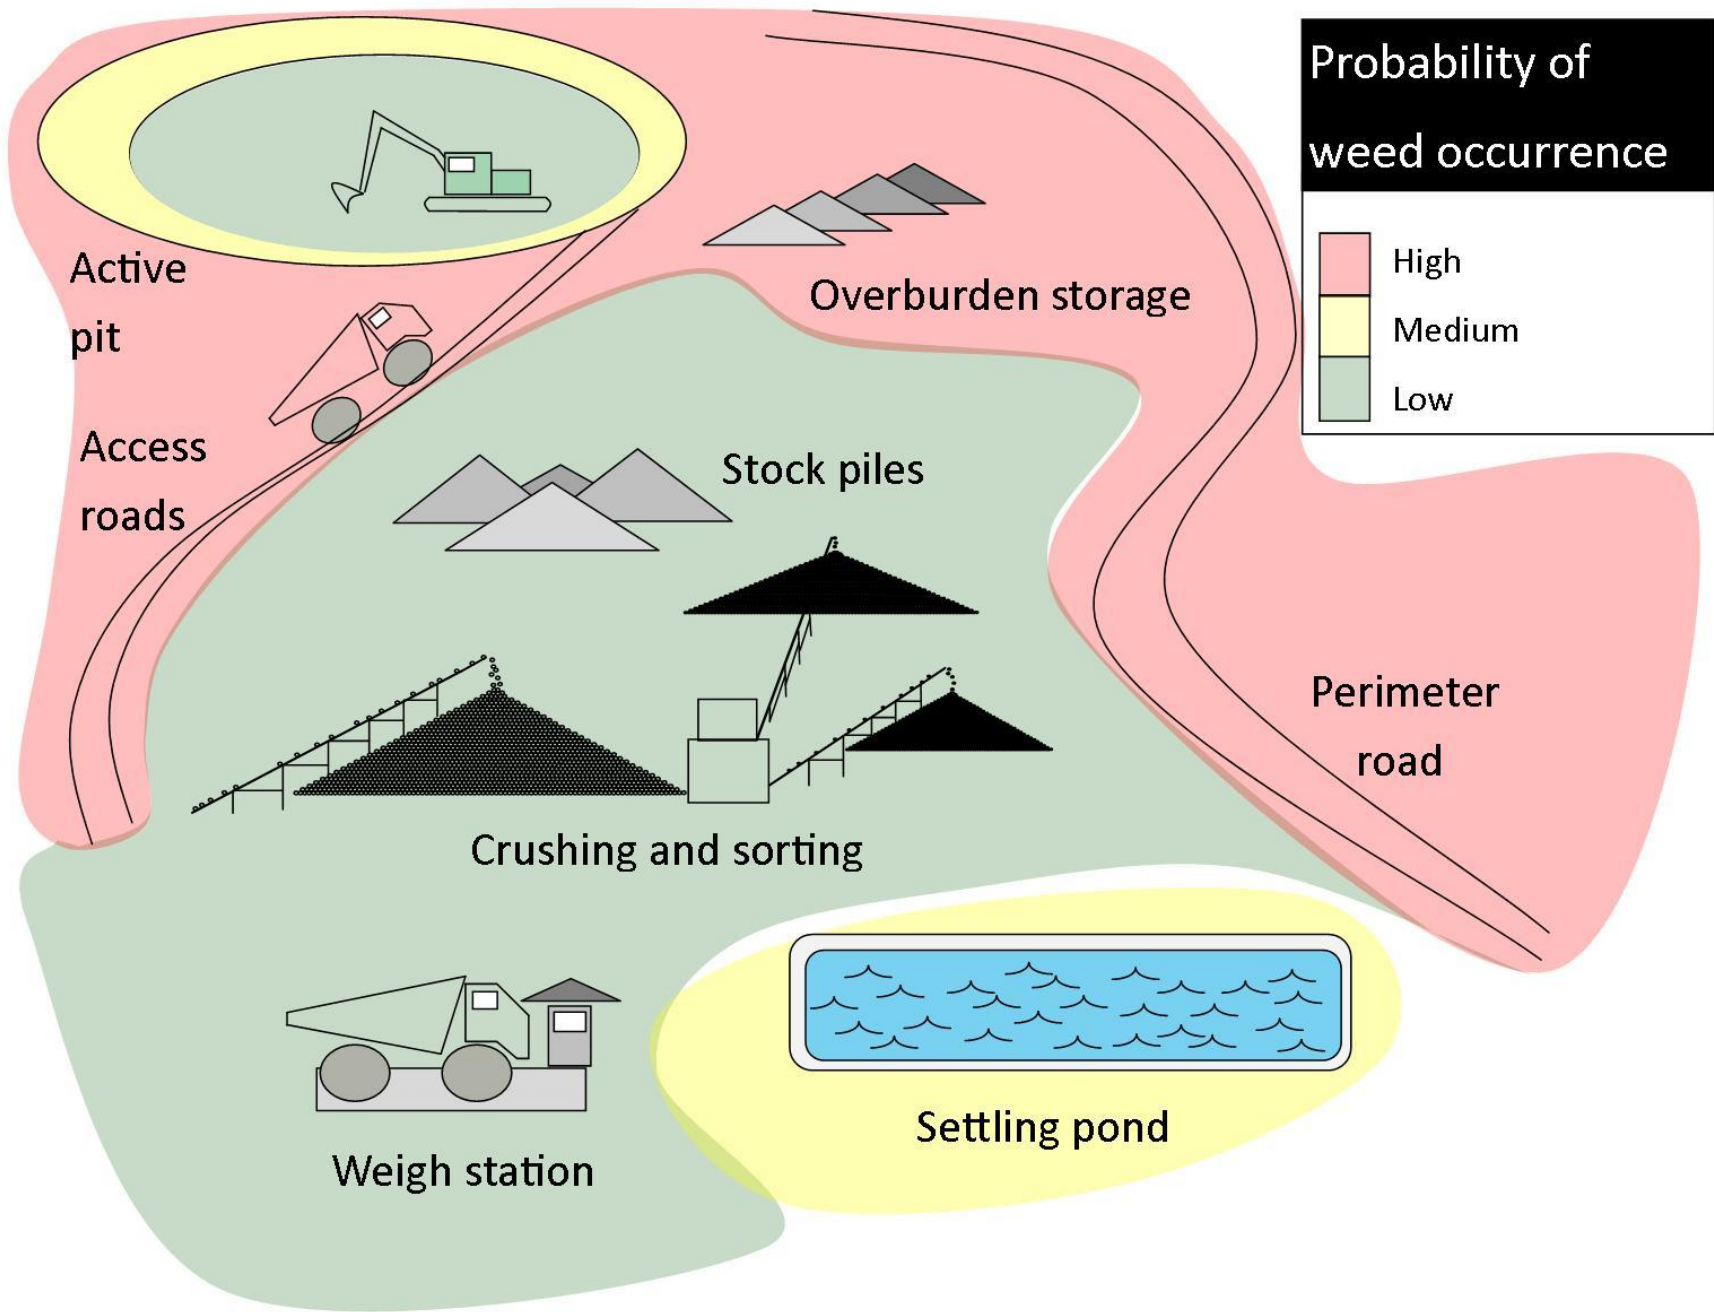 Probability of
weed occurrence
High
Medium
Low
Active
pit
Overburden storage
Access
roads
Stock piles
Perimeter
road
Crushing and sorting
Settling pond
Weigh station